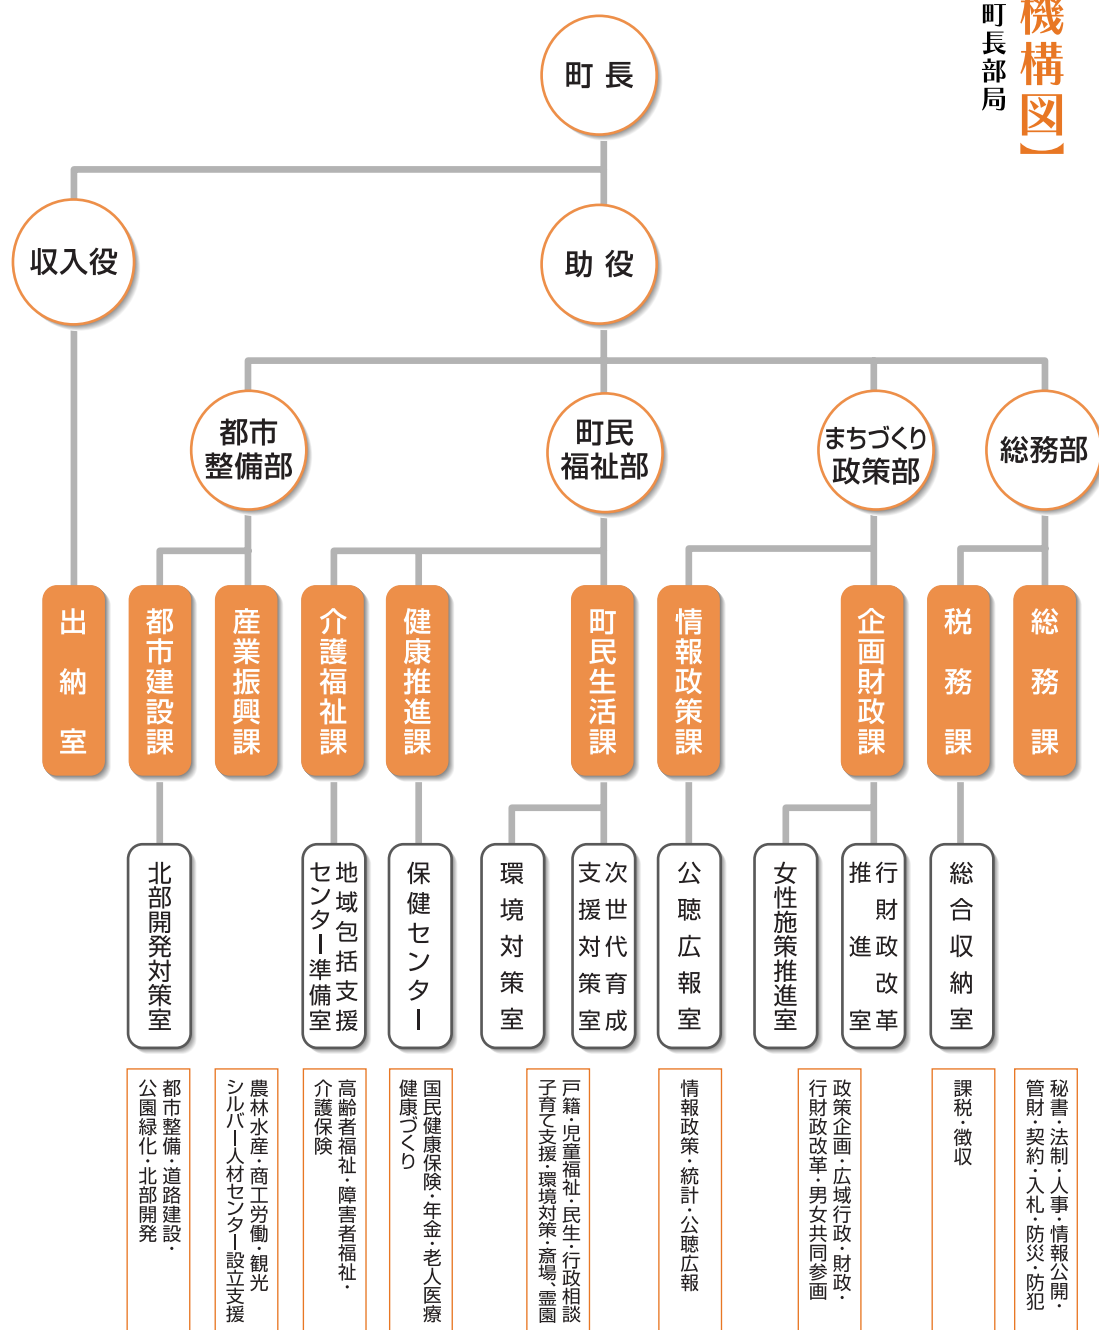 機構図】
町長部局
町長
収入役
助役
都市
整備部
町民
福祉部
まちづくり
政策部
総務部
総務課
税務課
企画財政課
情報政策課
町民生活課
健康推進課
介護福祉課
産業振興課
都市建設課
出納室
総合収納室
行財政改革
推進室
女性施策推進室
公聴広報室
次世代育成
支援対策室
環境対策室
保健センター
地域包括支援
センター準備室
北部開発対策室
秘書・法制・人事・情報公開・
管財・契約・入札・防災・防犯
課税・徴収
政策企画・広域行政・財政・
行財政改革・男女共同参画
情報政策・統計・公聴広報
戸籍・児童福祉・民生・行政相談
子育て支援・環境対策・斎場、霊園
国民健康保険・年金・老人医療
健康づくり
高齢者福祉・障害者福祉・
介護保険
農林水産・商工労働・観光
シルバー人材センター設立支援
都市整備・道路建設・
公園緑化・北部開発